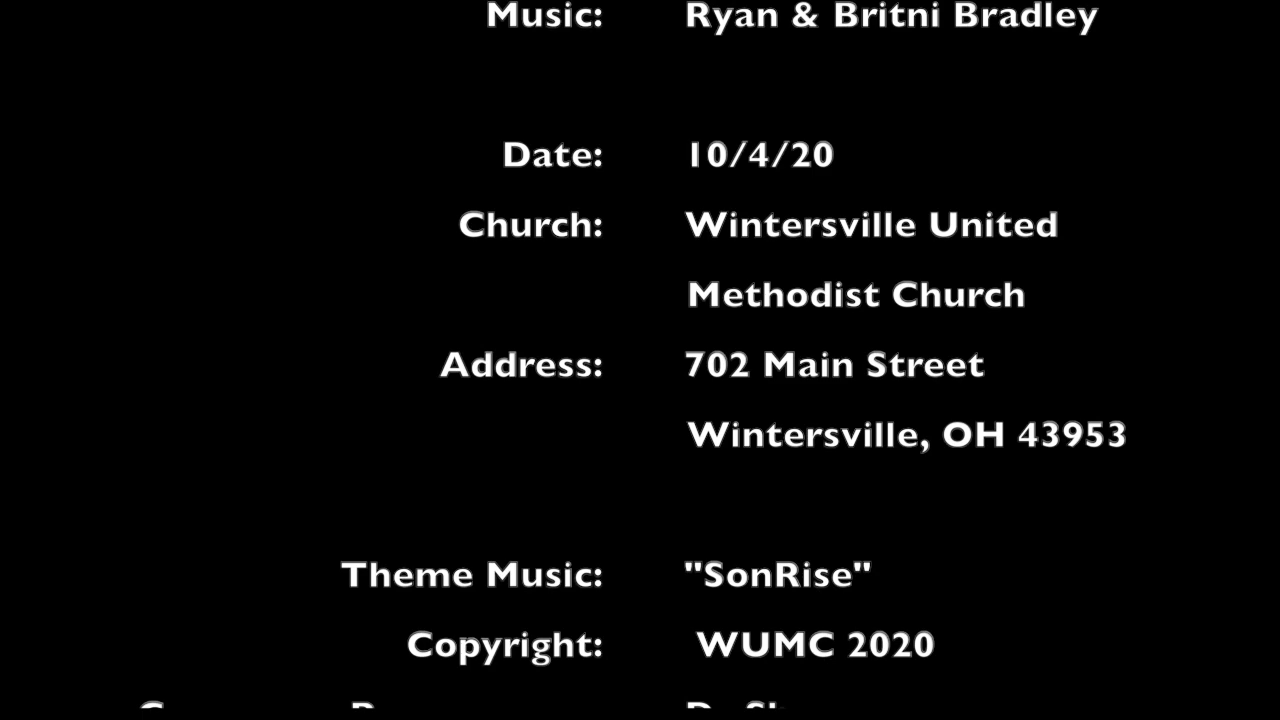 Music: Ryan & Britni Bradley
Date: 10/4/20
Church: Wintersville United
Methodist Church
Address: 702 Main Street
Wintersville, OH 43953
Theme Music: "SonRise"
Copyright: WUMC 2020